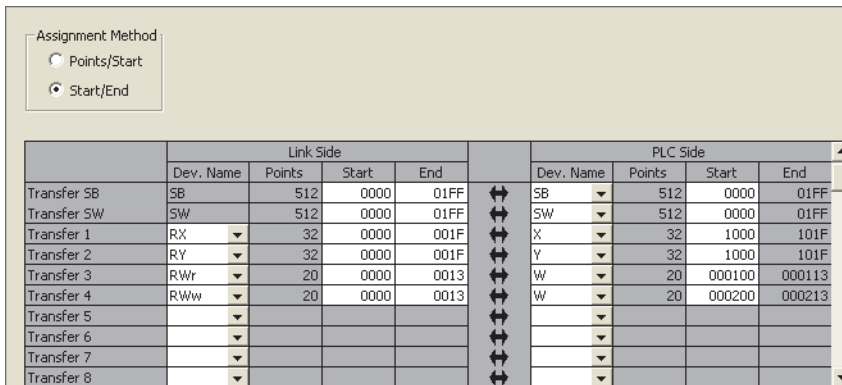 Assignment Method
Points/Start
Start/End
Link Side PLC Side
Dev. Name Points Start End Dev. Name Points Start End
Transfer SB SB 512 0000 01FF SB 512 0000 01FF
Transfer SW SW 512 0000 01FF SW 512 0000 01FF
Transfer 1 RX 32 0000 001F X 32 1000 101F
Transfer 2 RY 32 0000 001F Y 32 1000 101F
Transfer 3 RWr 20 0000 0013 W 20 000100 000113
Transfer 4 RWw 20 0000 0013 W 20 000200 000213
Transfer 5
Transfer 6
Transfer 7
Transfer 8